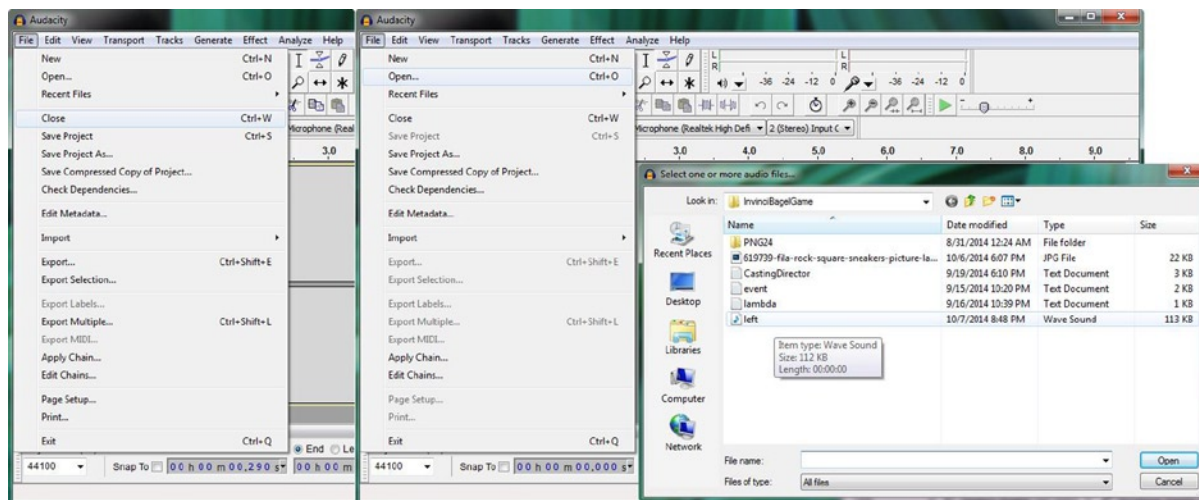 Audacity
File Edit View Transport Tracks Generate Effect Analyze Help
New Ctrl+N
Open... Ctrl+O
Recent Files
Close Ctrl+W
Save Project Ctrl+S
Save Project As...
Save Compressed Copy of Project...
Check Dependencies...
Edit Metadata...
Import
Export... Ctrl+Shift+E
Export Selection...
Export Labels...
Export Multiple... Ctrl+Shift+L
Export MIDI...
Apply Chain...
Edit Chains...
Page Setup...
Print...
Exit Ctrl+Q
Microphone (Real
3.0
End Le
44100 Snap To 00 h 00 m 00.290 s 00 h 00 m
Audacity
File Edit View Transport Tracks Generate Effect Analyze Help
New Ctrl+N
Open... Ctrl+O
Recent Files
Close Ctrl+W
Save Project Ctrl+S
Save Project As...
Save Compressed Copy of Project...
Check Dependencies...
Edit Metadata...
Import
Export... Ctrl+Shift+E
Export Selection...
Export Labels...
Export Multiple... Ctrl+Shift+L
Export MIDI...
Apply Chain...
Edit Chains...
Page Setup...
Print...
Exit Ctrl+Q
44100 Snap To 00 h 00 m 00.000 s
L L
R R
-36 -24 -12 0 -36 -24 -12 0
Microphone (Realtek High Defi 2 (Stereo) Input C
3.0 4.0 5.0 6.0 7.0 8.0 9.0
Select one or more audio files...
Look in: InvinciBagelGame
Name Date modified Type Size
PNG24 8/31/2014 12:24 AM File folder
619739-fila-rock-square-sneakers-picture-la... 10/6/2014 6:07 PM JPG File 22 KB
CastingDirector 9/19/2014 6:10 PM Text Document 3 KB
event 9/15/2014 10:20 PM Text Document 2 KB
lambda 9/16/2014 10:39 PM Text Document 1 KB
left 10/7/2014 8:48 PM Wave Sound 113 KB
Item type: Wave Sound
Size: 112 KB
Length: 00:00:00
Recent Places
Desktop
Libraries
Computer
Network
File name: Open
Files of type: All files Cancel